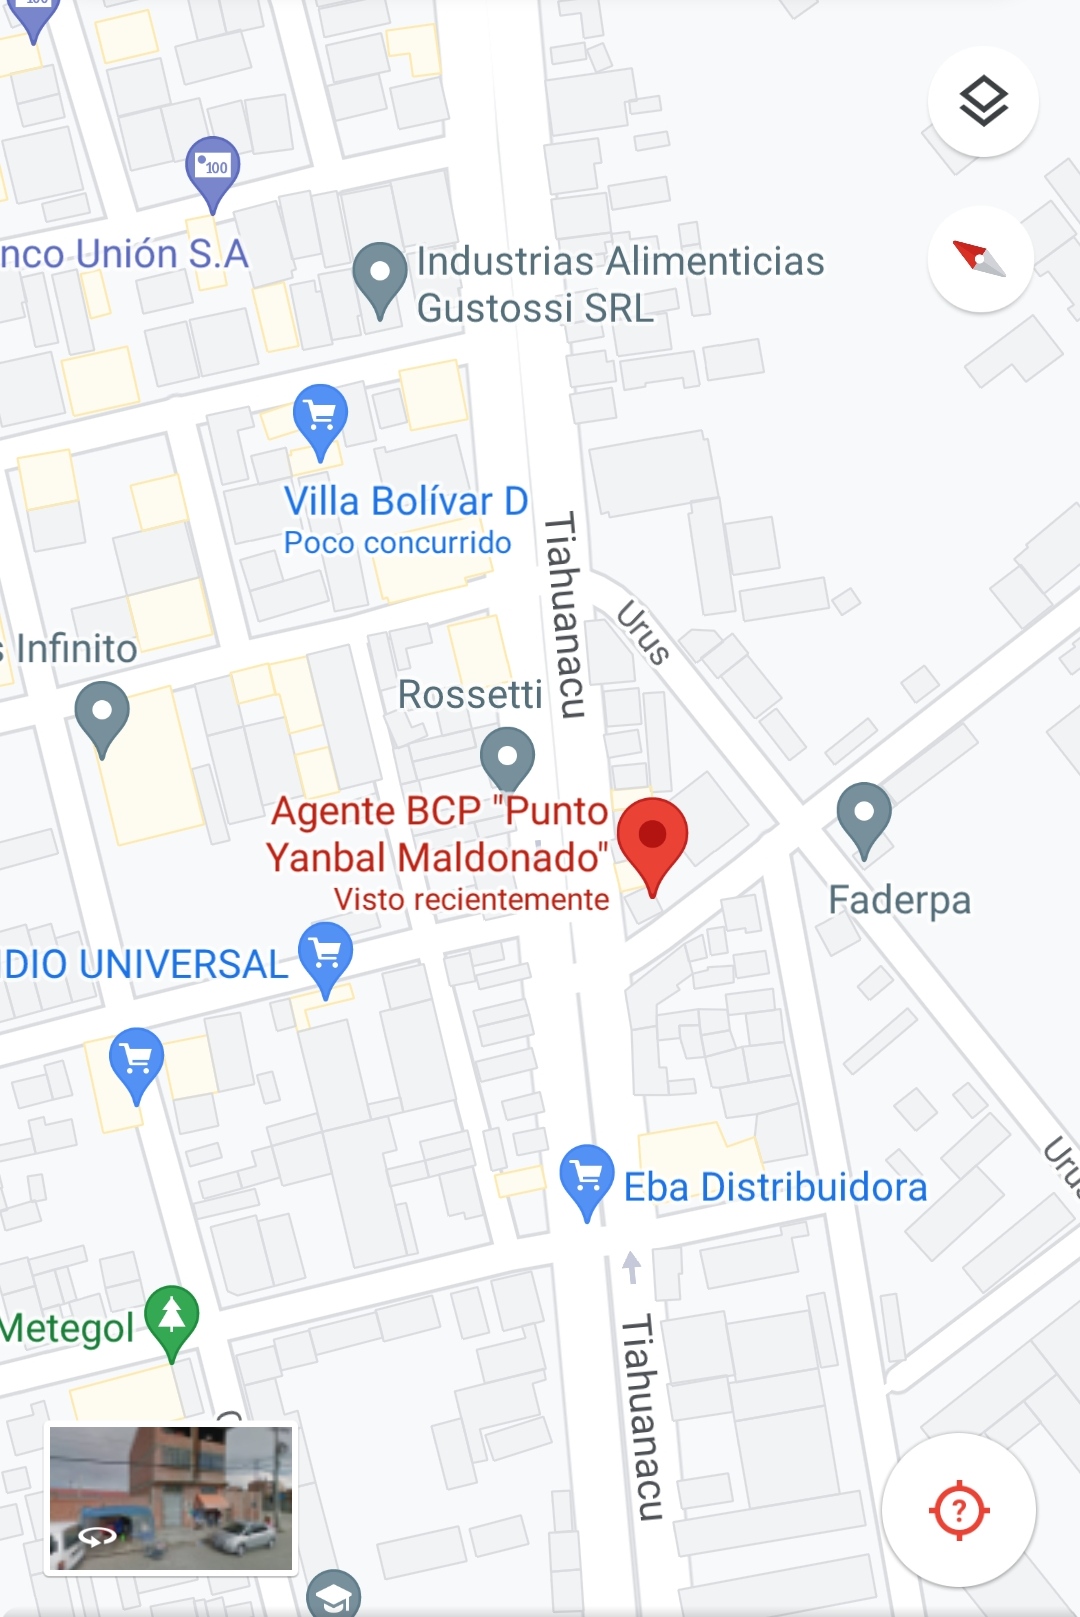 100
100
nco Unión S.A
Industrias Alimenticias
Gustossi SRL
Villa Bolívar D
Poco concurrido
Tiahuanacu
Urus
s Infinito
Rossetti
Agente BCP "Punto
Yanbal Maldonado"
Visto recientemente
Faderpa
DIO UNIVERSAL
Urus
Eba Distribuidora
Metegol
Tiahuanacu
C
?